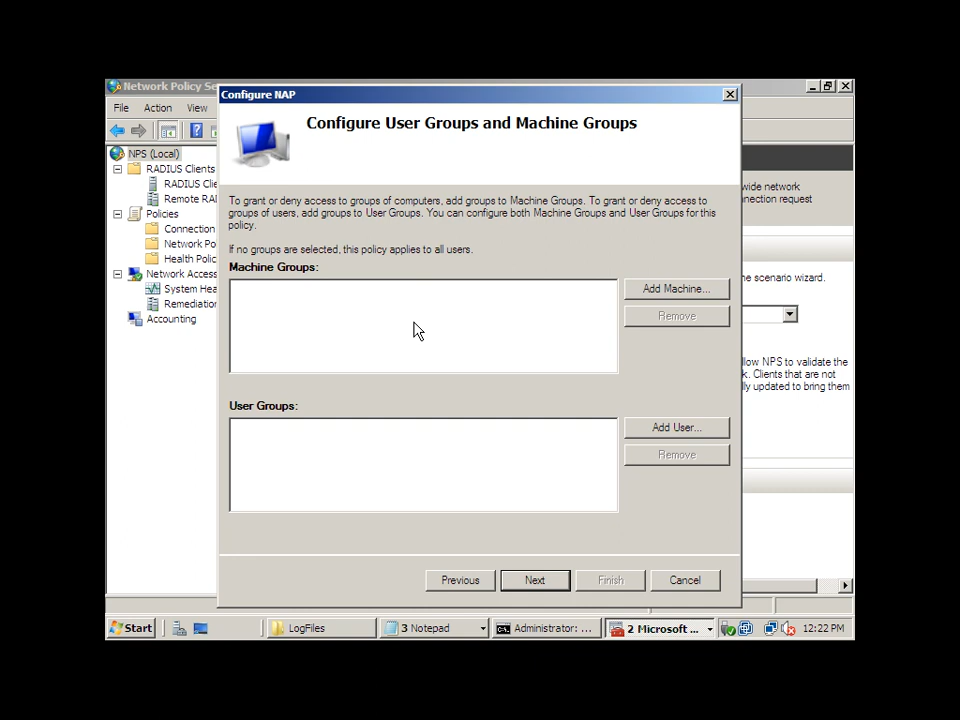 Network Policy Se
Configure NAP
File Action View
Configure User Groups and Machine Groups
NPS (Local)
RADIUS Clients
RADIUS Clie
Remote RA
Policies
Connection
Network Po
Health Polic
Network Access
System Hea
Remediation
Accounting
To grant or deny access to groups of computers, add groups to Machine Groups. To grant or deny access to
groups of users, add groups to User Groups. You can configure both Machine Groups and User Groups for this
policy.
If no groups are selected, this policy applies to all users.
Machine Groups:
Add Machine...
Remove
User Groups:
Add User...
Remove
Previous Next Finish Cancel
wide network
nnection request
he scenario wizard.
llow NPS to validate the
k. Clients that are not
lly updated to bring them
Start LogFiles 3 Notepad Administrator: ... 2 Microsoft ... 12:22 PM